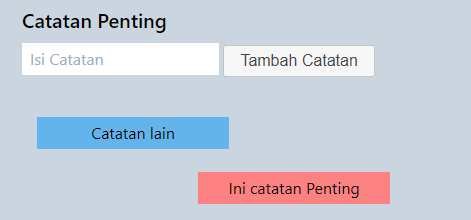 Catatan Penting
Isi Catatan
Tambah Catatan
Catatan lain
Ini catatan Penting